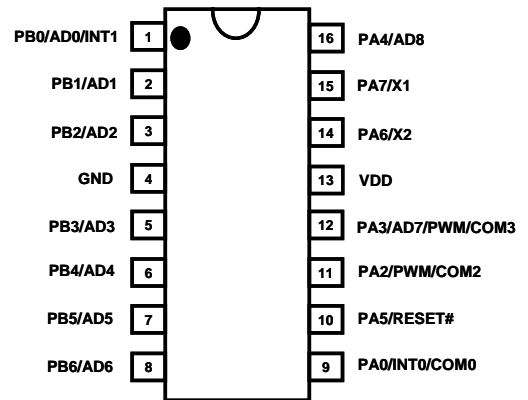 PB0/AD0/INT1 1 16 PA4/AD8
PB1/AD1 2 15 PA7/X1
PB2/AD2 3 14 PA6/X2
GND 4 13 VDD
PB3/AD3 5 12 PA3/AD7/PWM/COM3
PB4/AD4 6 11 PA2/PWM/COM2
PB5/AD5 7 10 PA5/RESET#
PB6/AD6 8 9 PA0/INT0/COM0